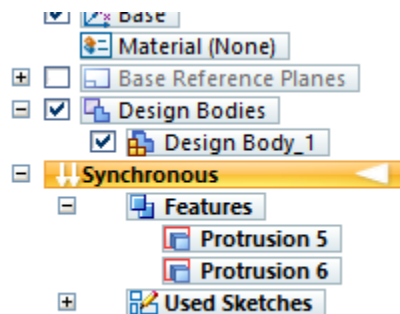 Base
Material (None)
Base Reference Planes
Design Bodies
Design Body_1
Synchronous
Features
Protrusion 5
Protrusion 6
Used Sketches